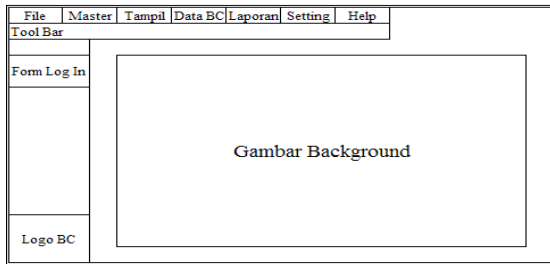 File Master Tampil Data BC Laporan Setting Help
Tool Bar
Form Log In
Gambar Background
Logo BC